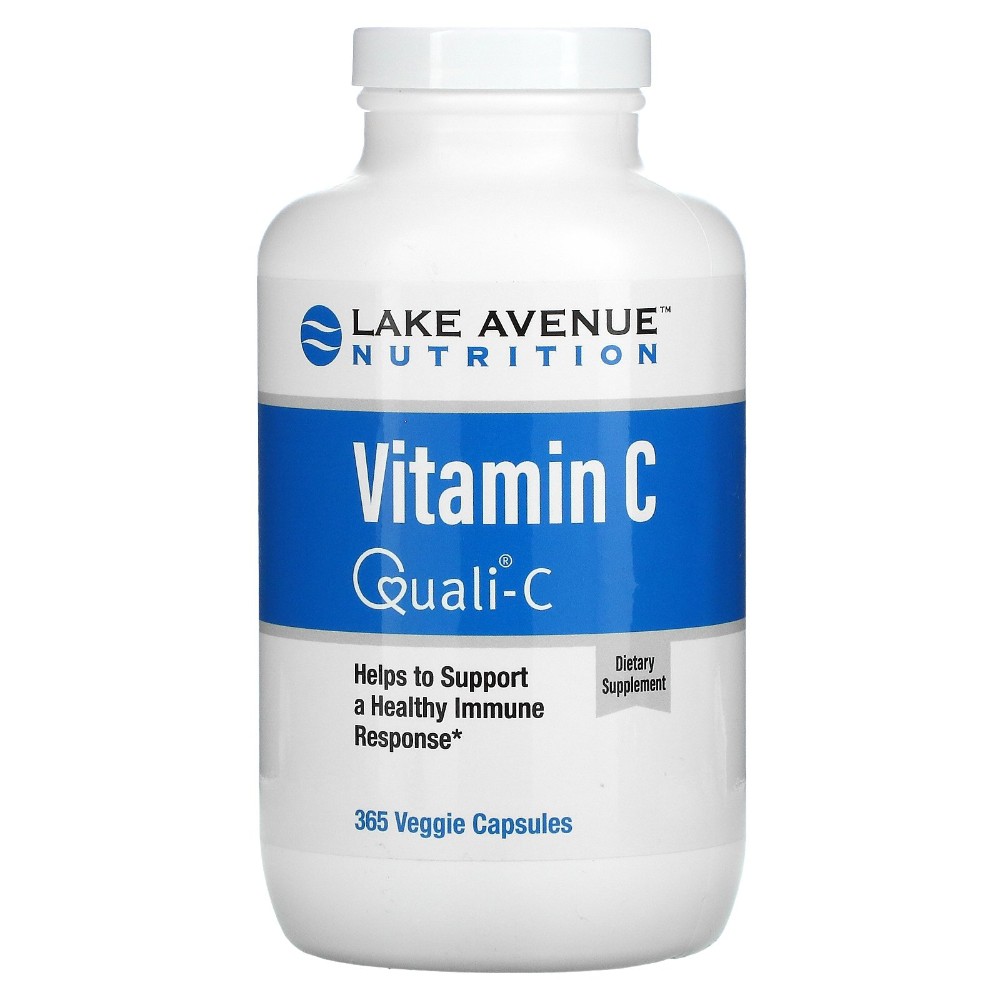 LAKE AVENUE™
NUTRITION
Vitamin C
Quali®-C
Helps to Support
a Healthy Immune
Response*
Dietary
Supplement
365 Veggie Capsules